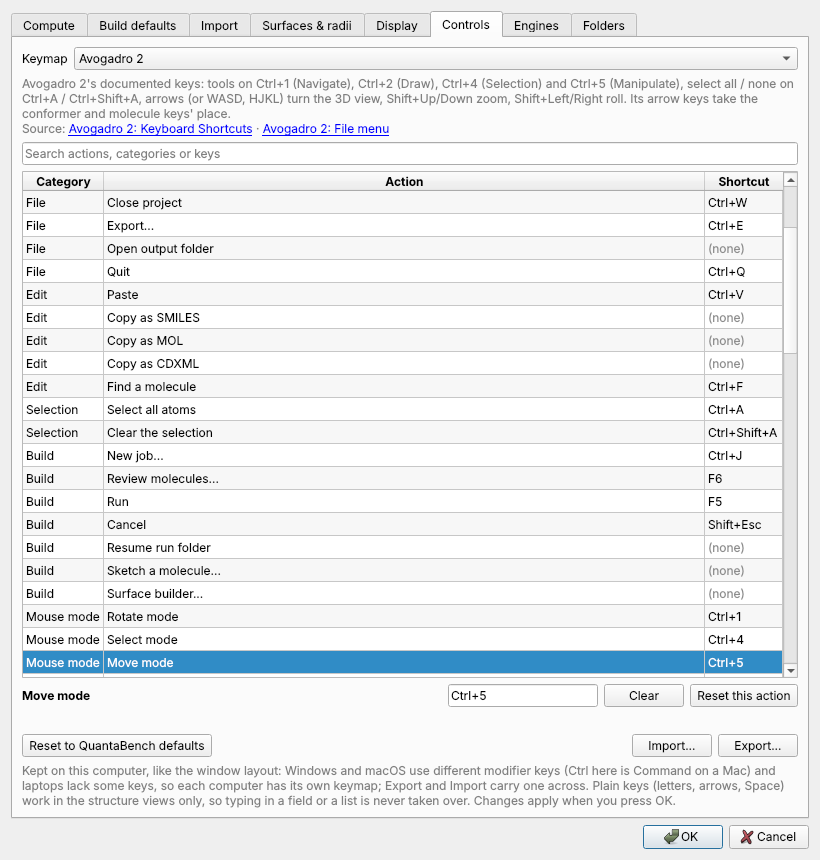 Compute Build defaults Import Surfaces & radii Display Controls Engines Folders
Keymap Avogadro 2
Avogadro 2's documented keys: tools on Ctrl+1 (Navigate), Ctrl+2 (Draw), Ctrl+4 (Selection) and Ctrl+5 (Manipulate), select all / none on
Ctrl+A / Ctrl+Shift+A, arrows (or WASD, HJKL) turn the 3D view, Shift+Up/Down zoom, Shift+Left/Right roll. Its arrow keys take the
conformer and molecule keys' place.
Source: Avogadro 2: Keyboard Shortcuts · Avogadro 2: File menu
Search actions, categories or keys
Category Action Shortcut
File Close project Ctrl+W
File Export... Ctrl+E
File Open output folder (none)
File Quit Ctrl+Q
Edit Paste Ctrl+V
Edit Copy as SMILES (none)
Edit Copy as MOL (none)
Edit Copy as CDXML (none)
Edit Find a molecule Ctrl+F
Selection Select all atoms Ctrl+A
Selection Clear the selection Ctrl+Shift+A
Build New job... Ctrl+J
Build Review molecules... F6
Build Run F5
Build Cancel Shift+Esc
Build Resume run folder (none)
Build Sketch a molecule... (none)
Build Surface builder... (none)
Mouse mode Rotate mode Ctrl+1
Mouse mode Select mode Ctrl+4
Mouse mode Move mode Ctrl+5
Move mode Ctrl+5 Clear Reset this action
Reset to QuantaBench defaults Import... Export...
Kept on this computer, like the window layout: Windows and macOS use different modifier keys (Ctrl here is Command on a Mac) and
laptops lack some keys, so each computer has its own keymap; Export and Import carry one across. Plain keys (letters, arrows, Space)
work in the structure views only, so typing in a field or a list is never taken over. Changes apply when you press OK.
OK Cancel